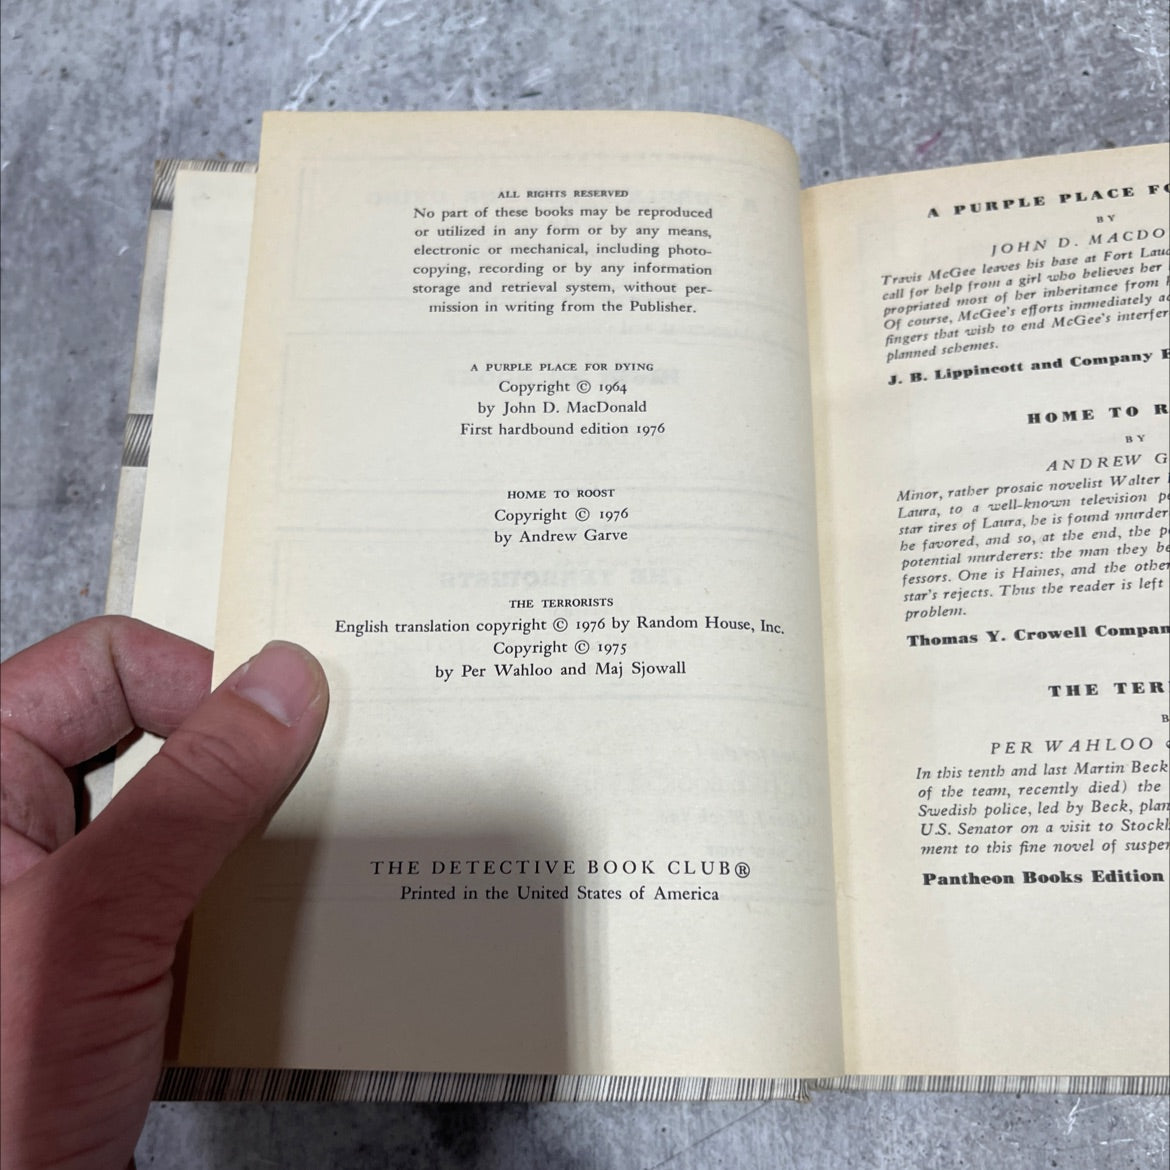 ALL RIGHTS RESERVED
No part of these books may be reproduced
or utilized in any form or by any means,
electronic or mechanical, including photo-
copying, recording or by any information
storage and retrieval system, without per-
mission in writing from the Publisher.
A PURPLE PLACE FOR DYING
Copyright © 1964
by John D. MacDonald
First hardbound edition 1976
HOME TO ROOST
Copyright © 1976
by Andrew Garve
THE TERRORISTS
English translation copyright © 1976 by Random House, Inc.
Copyright © 1975
by Per Wahloo and Maj Sjowall
THE DETECTIVE BOOK CLUB®
Printed in the United States of America
A PURPLE PLACE FO
BY
JOHN D. MACDO
Travis McGee leaves his base at Fort Laud
call for help from a girl who believes her
propriated most of her inheritance from
Of course, McGee's efforts immediately a
fingers that wish to end McGee's interfer
planned schemes.
J. B. Lippincott and Company E
HOME TO R
BY
ANDREW G
Minor, rather prosaic novelist Walter
Laura, to a well-known television p
star tires of Laura, he is found murder
he favored, and so, at the end, the p
potential murderers: the man they be
fessors. One is Haines, and the other
star's rejects. Thus the reader is left
problem.
Thomas Y. Crowell Compan
THE TER
B
PER WAHLOO
In this tenth and last Martin Beck
of the team, recently died) the
Swedish police, led by Beck, plan
U.S. Senator on a visit to Stockh
ment to this fine novel of susper
Pantheon Books Edition